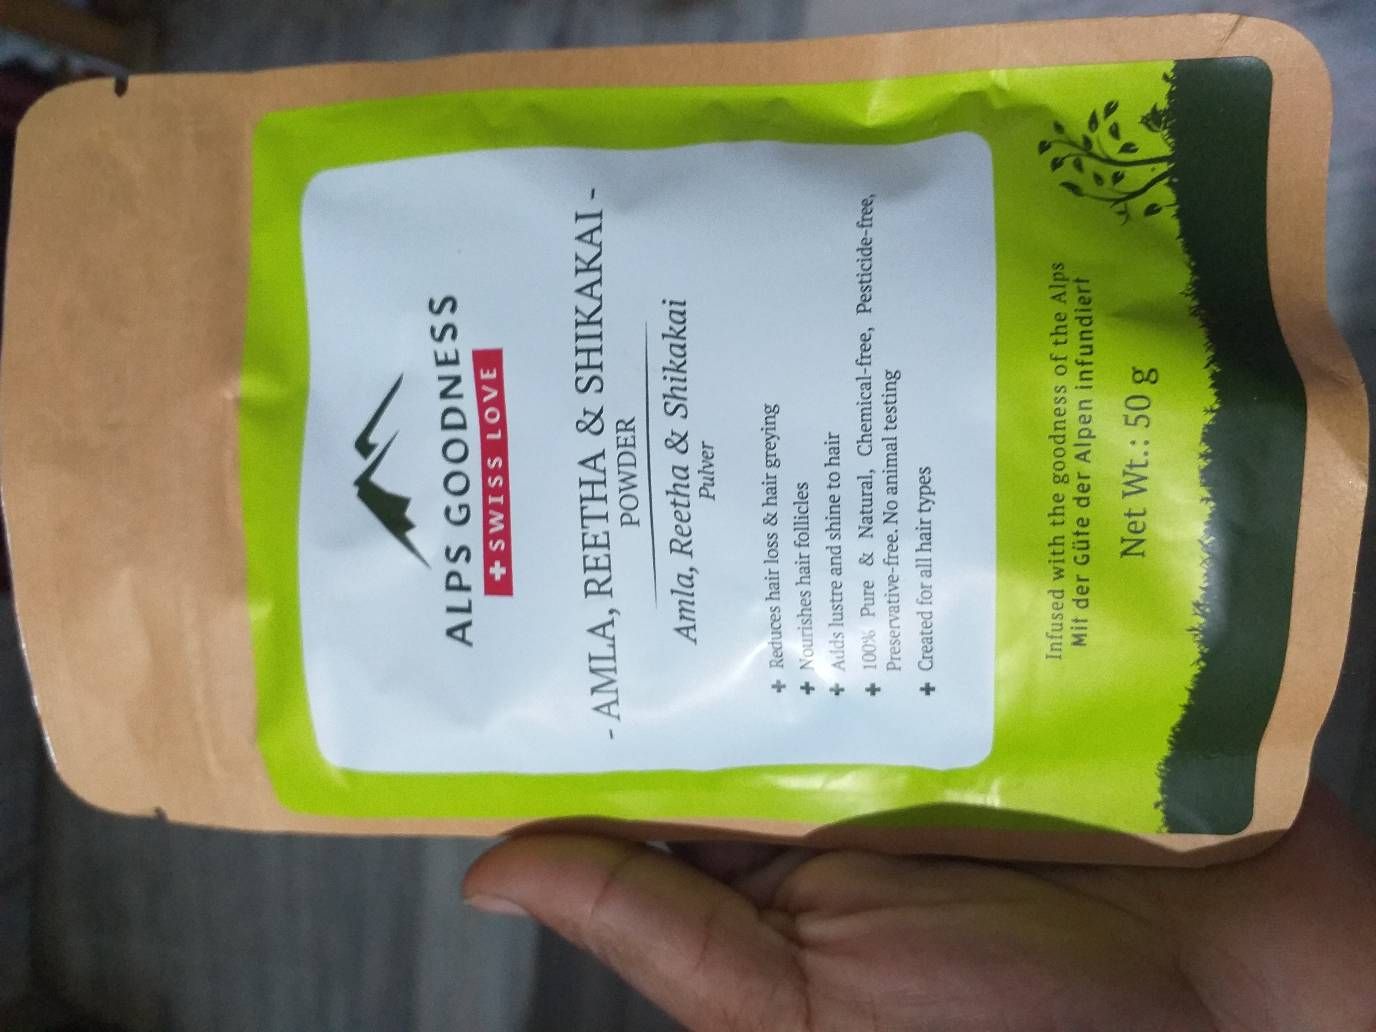 ALPS GOODNESS
+ SWISS LOVE
- AMLA, REETHA & SHIKAKAI -
POWDER
Amla, Reetha & Shikakai
Pulver
+ Reduces hair loss & hair greying
+ Nourishes hair follicles
+ Adds lustre and shine to hair
+ 100% Pure & Natural, Chemical-free, Pesticide-free,
Preservative-free. No animal testing
+ Created for all hair types
Infused with the goodness of the Alps
Mit der Güte der Alpen infundiert
Net Wt.: 50 g